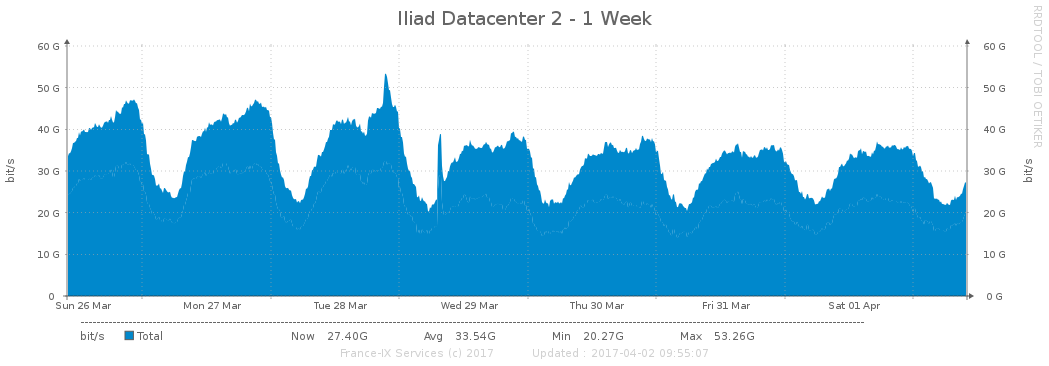 Iliad Datacenter 2 - 1 Week
RRDTOOL / TOBI OETIKER
60 G 60 G
50 G 50 G
40 G 40 G
30 G 30 G
20 G 20 G
10 G 10 G
0 0 G
bit/s
bit/s
Sun 26 Mar Mon 27 Mar Tue 28 Mar Wed 29 Mar Thu 30 Mar Fri 31 Mar Sat 01 Apr
bit/s Total Now 27.40G Avg 33.54G Min 20.27G Max 53.26G
France-IX Services (c) 2017 Updated : 2017-04-02 09:55:07